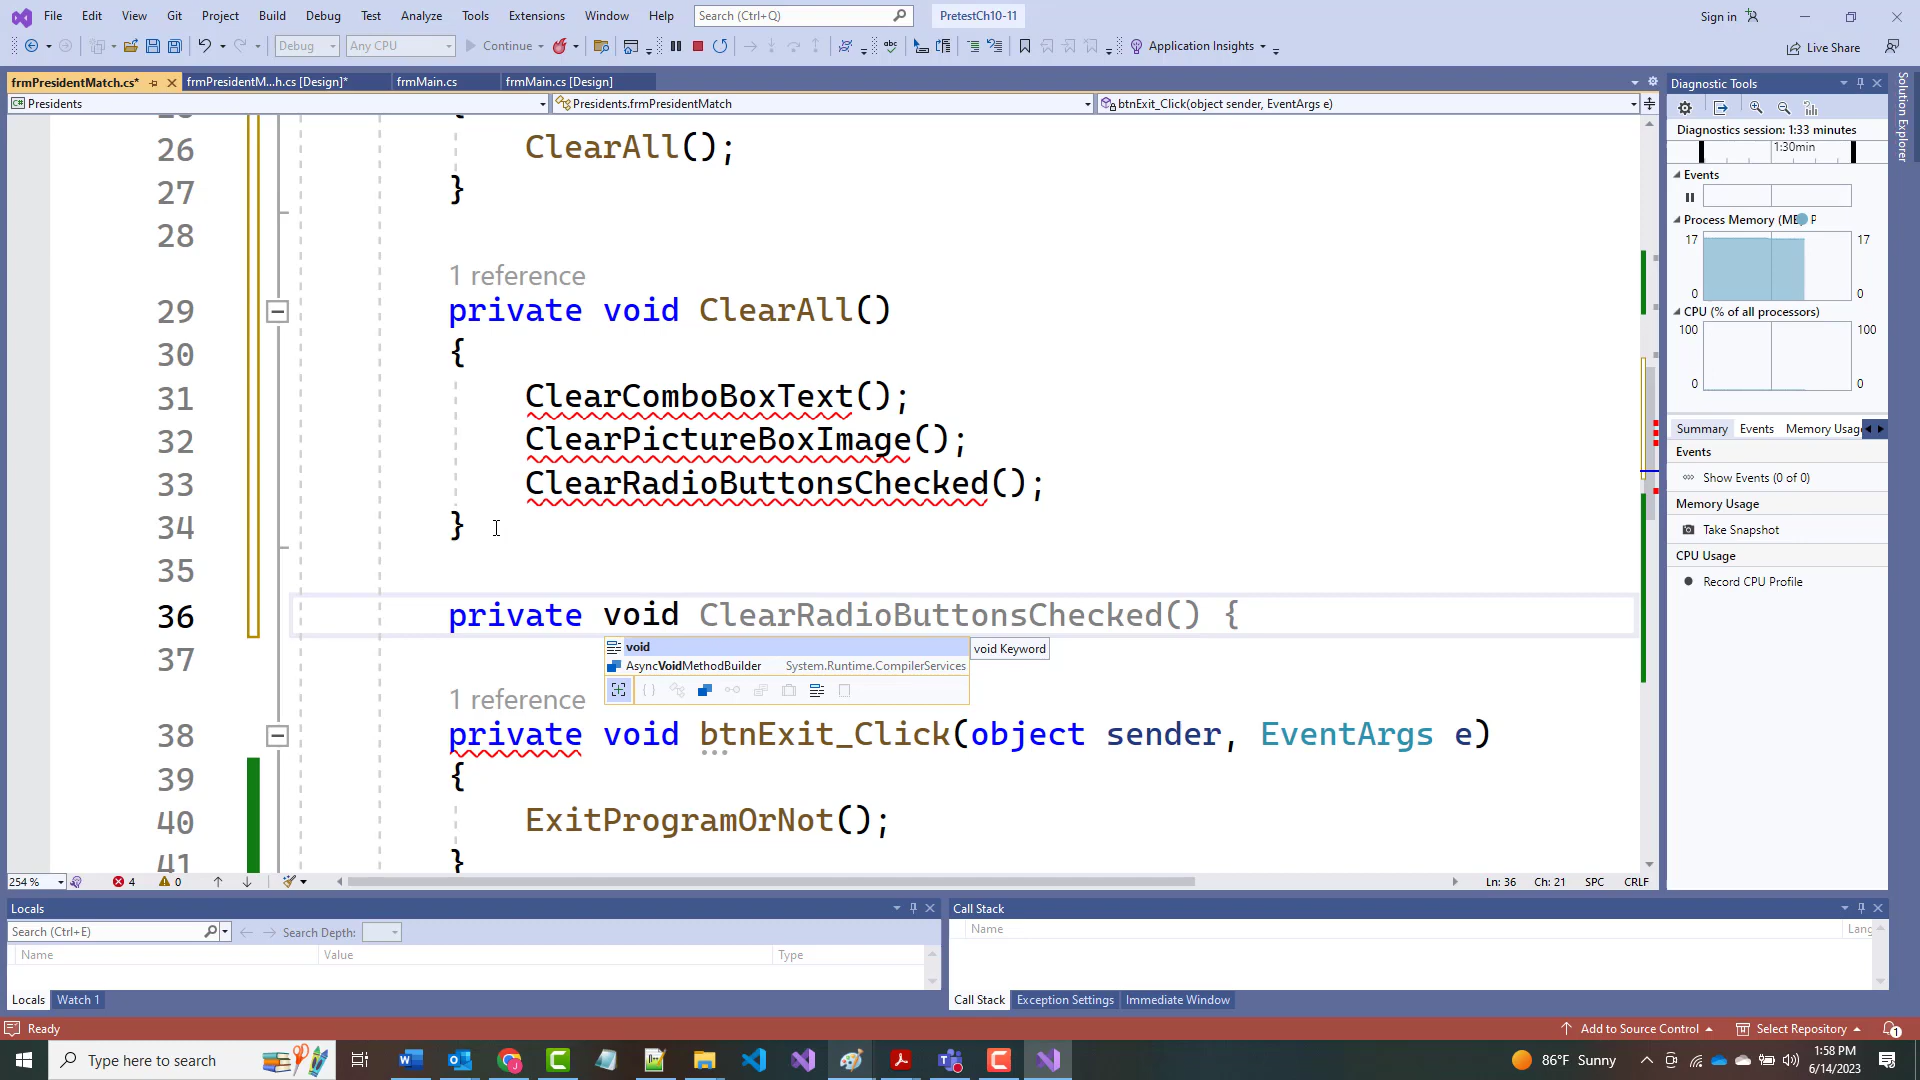 File Edit View Git Project Build Debug Test Analyze Tools Extensions Window Help Search (Ctrl+Q) PretestCh10-11 Sign in
Debug Any CPU Continue Application Insights Live Share
frmPresidentMatch.cs* frmPresidentM...h.cs [Design]* frmMain.cs frmMain.cs [Design]
Presidents Presidents.frmPresidentMatch btnExit_Click(object sender, EventArgs e)
26 ClearAll();
27 }
28
1 reference
29 private void ClearAll()
30 {
31 ClearComboBoxText();
32 ClearPictureBoxImage();
33 ClearRadioButtonsChecked();
34 }
35
36 private void ClearRadioButtonsChecked() {
void void Keyword
AsyncVoidMethodBuilder System.Runtime.CompilerServices
37
1 reference
38 private void btnExit_Click(object sender, EventArgs e)
39 {
40 ExitProgramOrNot();
41 }
254 % 4 0 Ln: 36 Ch: 21 SPC CRLF
Diagnostic Tools
Diagnostics session: 1:33 minutes
1:30min
Events
Process Memory (MB P
17 17
0 0
CPU (% of all processors)
100 100
0 0
Summary Events Memory Usag
Events
Show Events (0 of 0)
Memory Usage
Take Snapshot
CPU Usage
Record CPU Profile
Solution Explorer
Locals
Search (Ctrl+E) Search Depth:
Name Value Type
Locals Watch 1
Call Stack
Name Lang
Call Stack Exception Settings Immediate Window
Ready Add to Source Control Select Repository 1
Type here to search 86°F Sunny 1:58 PM
6/14/2023